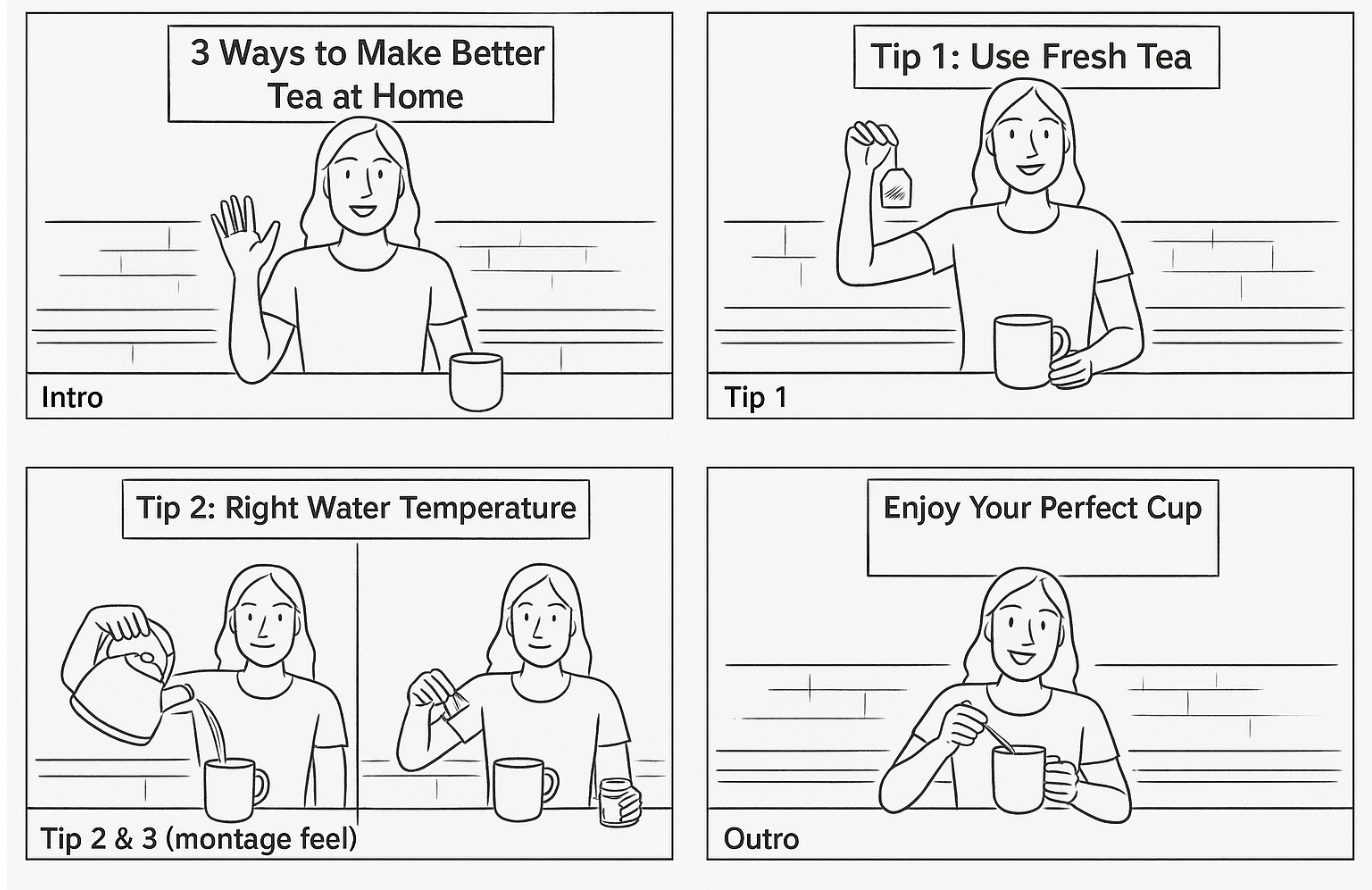 3 Ways to Make Better
Tea at Home
Intro
Tip 1: Use Fresh Tea
Tip 1
Tip 2: Right Water Temperature
Tip 2 & 3 (montage feel)
Enjoy Your Perfect Cup
Outro